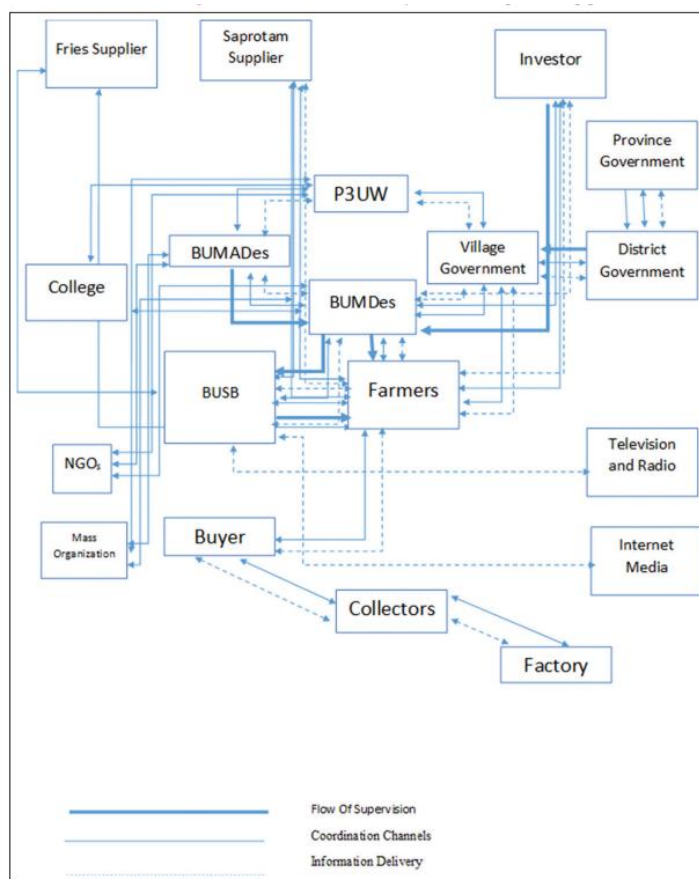 Fries Supplier
Saprotam
Supplier
Investor
Province
Government
P3UW
BUMADes
Village
Government
District
Government
College
BUMDes
BUSB
Farmers
NGOs
Television
and Radio
Mass
Organization
Buyer
Internet
Media
Collectors
Factory
Flow Of Supervision
Coordination Channels
Information Delivery